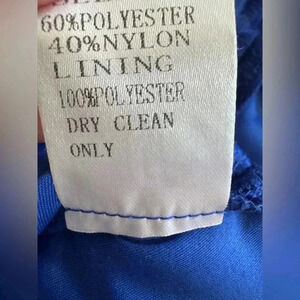 60%POLYESTER
40%NYLON
LINING
100%POLYESTER
DRY CLEAN
ONLY